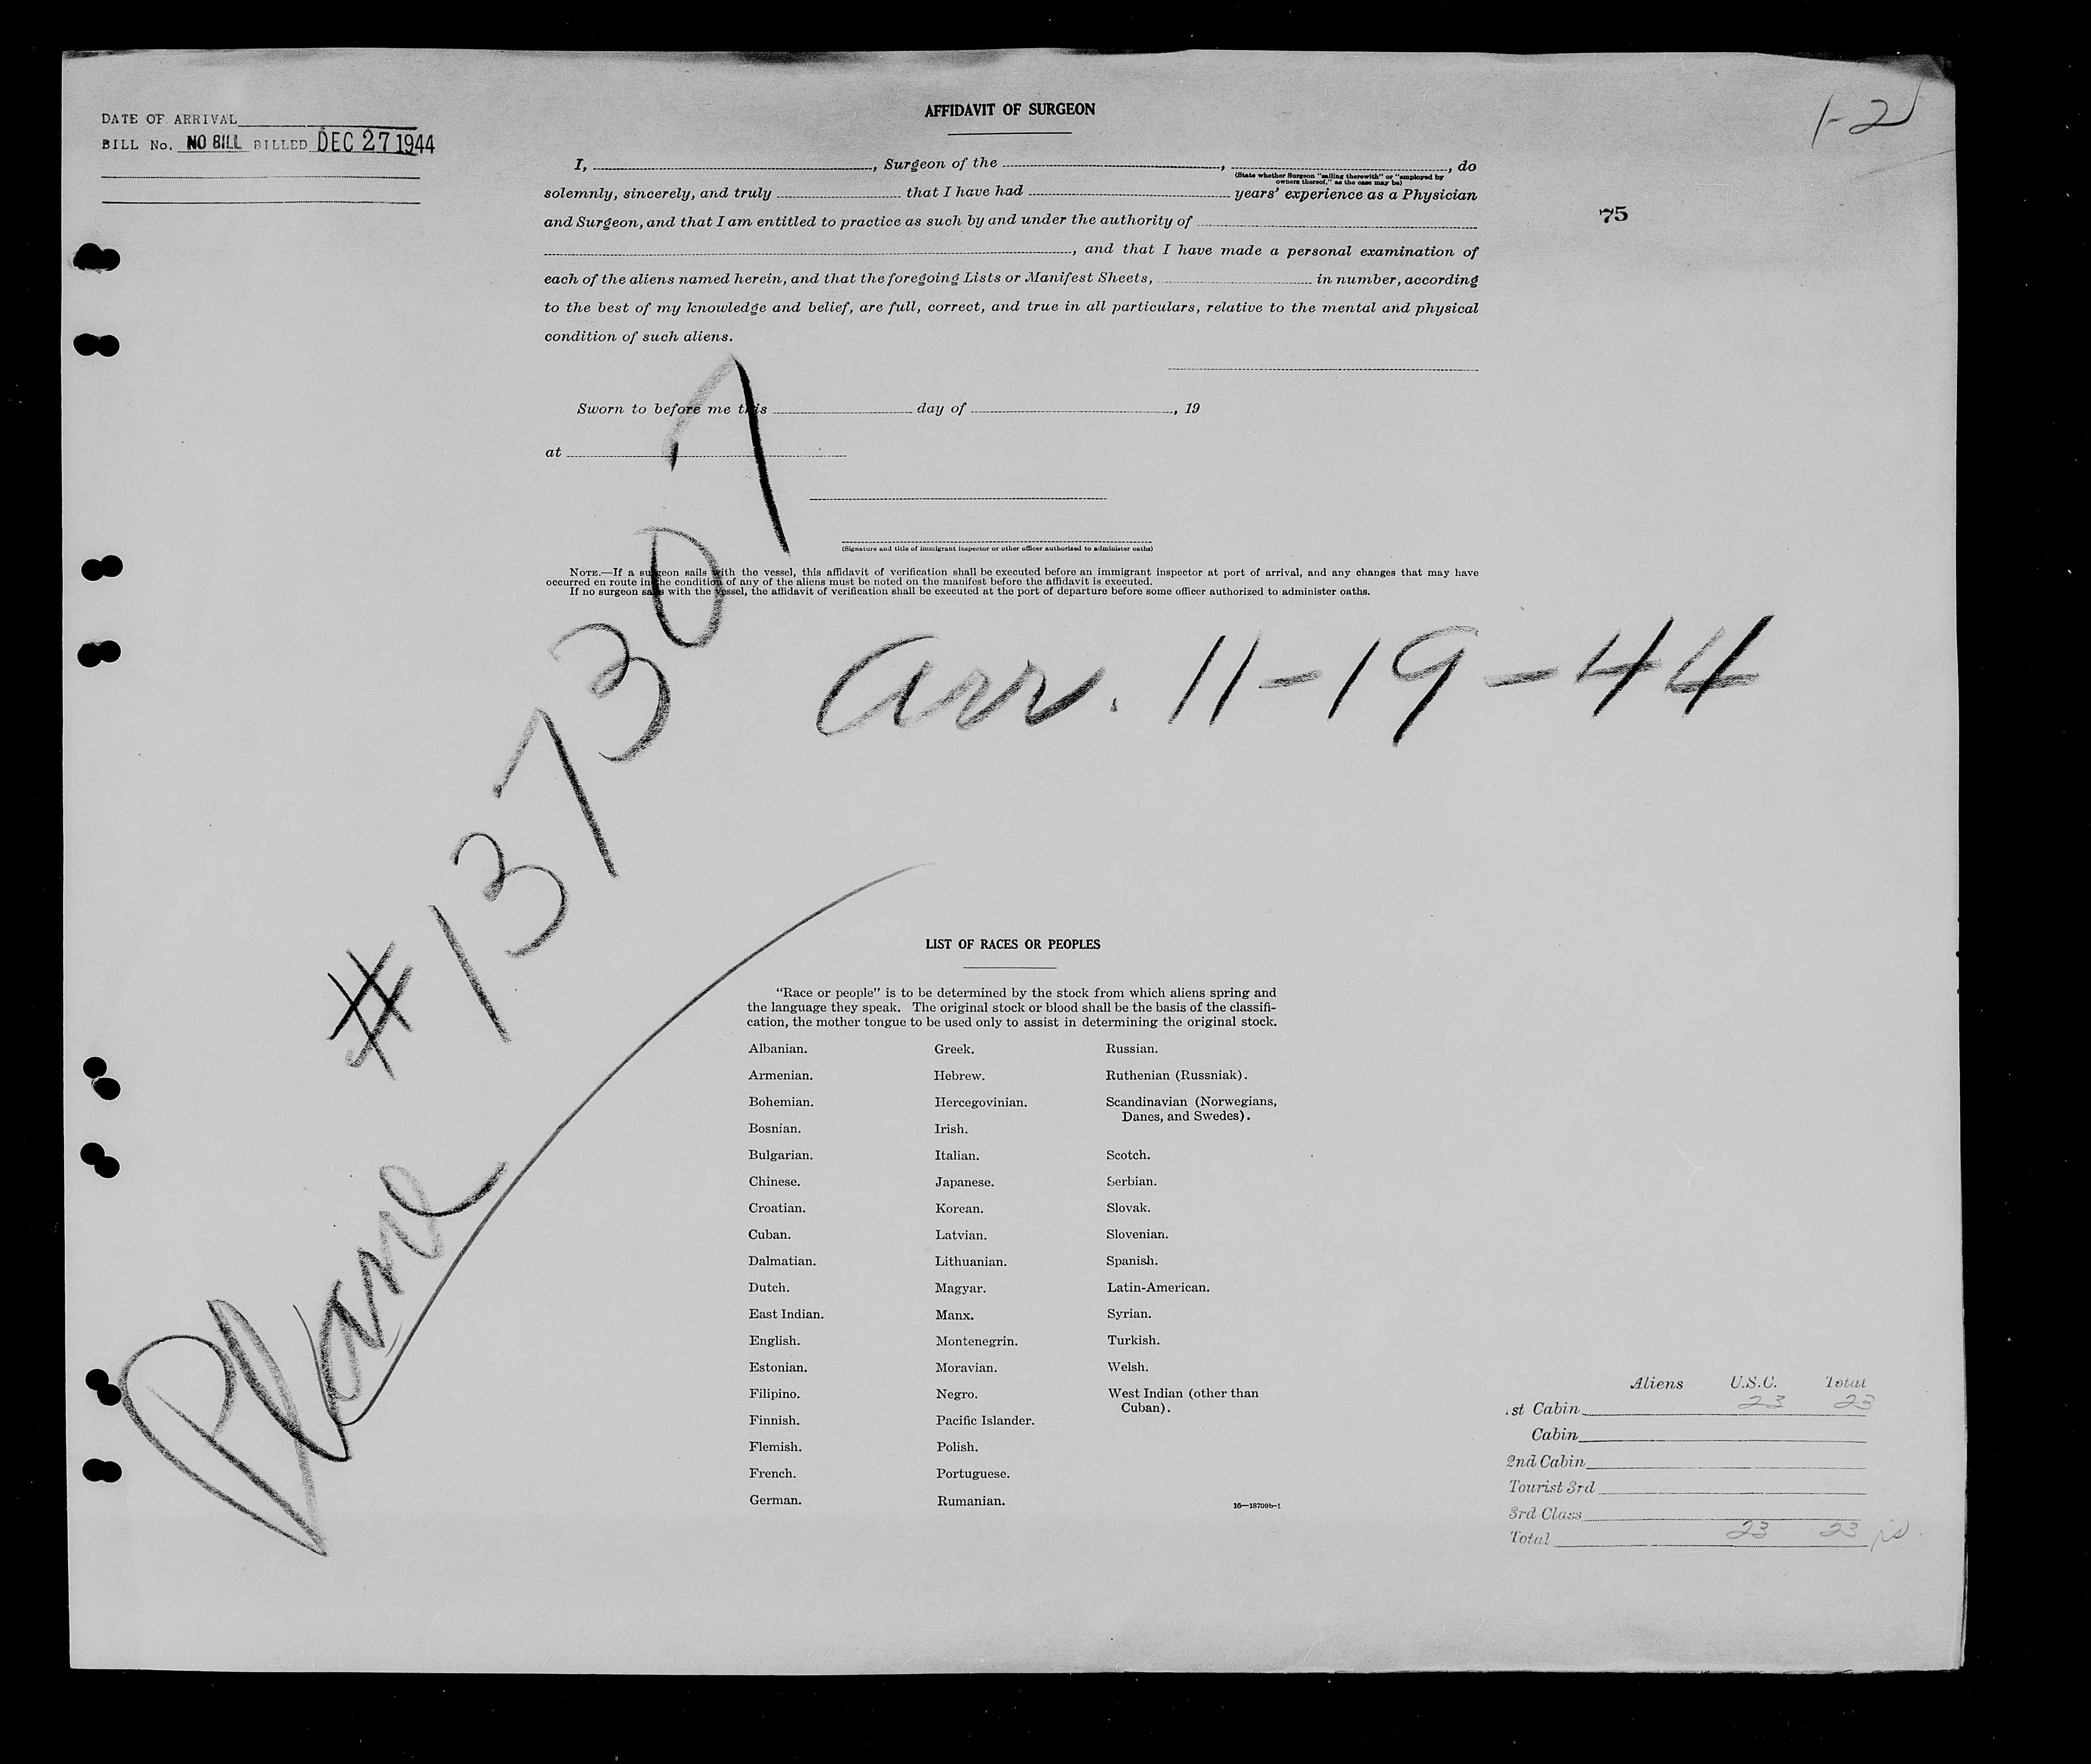 DATE OF ARRIVAL
BILL No. NO BILL BILLED DEC 27 1944
1-2
75
AFFIDAVIT OF SURGEON
I, , Surgeon of the , , do
(State whether Surgeon "sailing therewith" or "employed by
owners thereof," as the case may be)
solemnly, sincerely, and truly that I have had years' experience as a Physician
and Surgeon, and that I am entitled to practice as such by and under the authority of
, and that I have made a personal examination of
each of the aliens named herein, and that the foregoing Lists or Manifest Sheets, in number, according
to the best of my knowledge and belief, are full, correct, and true in all particulars, relative to the mental and physical
condition of such aliens.
Sworn to before me this day of , 19
at
(Signature and title of immigrant inspector or other officer authorized to administer oaths)
NOTE.—If a surgeon sails with the vessel, this affidavit of verification shall be executed before an immigrant inspector at port of arrival, and any changes that may have
occurred en route in the condition of any of the aliens must be noted on the manifest before the affidavit is executed.
If no surgeon sails with the vessel, the affidavit of verification shall be executed at the port of departure before some officer authorized to administer oaths.
arr. 11-19-44
Plane #137307
LIST OF RACES OR PEOPLES
"Race or people" is to be determined by the stock from which aliens spring and
the language they speak. The original stock or blood shall be the basis of the classifi-
cation, the mother tongue to be used only to assist in determining the original stock.
Albanian.
Armenian.
Bohemian.
Bosnian.
Bulgarian.
Chinese.
Croatian.
Cuban.
Dalmatian.
Dutch.
East Indian.
English.
Estonian.
Filipino.
Finnish.
Flemish.
French.
German.
Greek.
Hebrew.
Hercegovinian.
Irish.
Italian.
Japanese.
Korean.
Latvian.
Lithuanian.
Magyar.
Manx.
Montenegrin.
Moravian.
Negro.
Pacific Islander.
Polish.
Portuguese.
Rumanian.
Russian.
Ruthenian (Russniak).
Scandinavian (Norwegians,
Danes, and Swedes).
Scotch.
Serbian.
Slovak.
Slovenian.
Spanish.
Latin-American.
Syrian.
Turkish.
Welsh.
West Indian (other than
Cuban).
16—18709b-1
Aliens U.S.C. Total
1st Cabin 23 23
Cabin
2nd Cabin
Tourist 3rd
3rd Class
Total 23 23